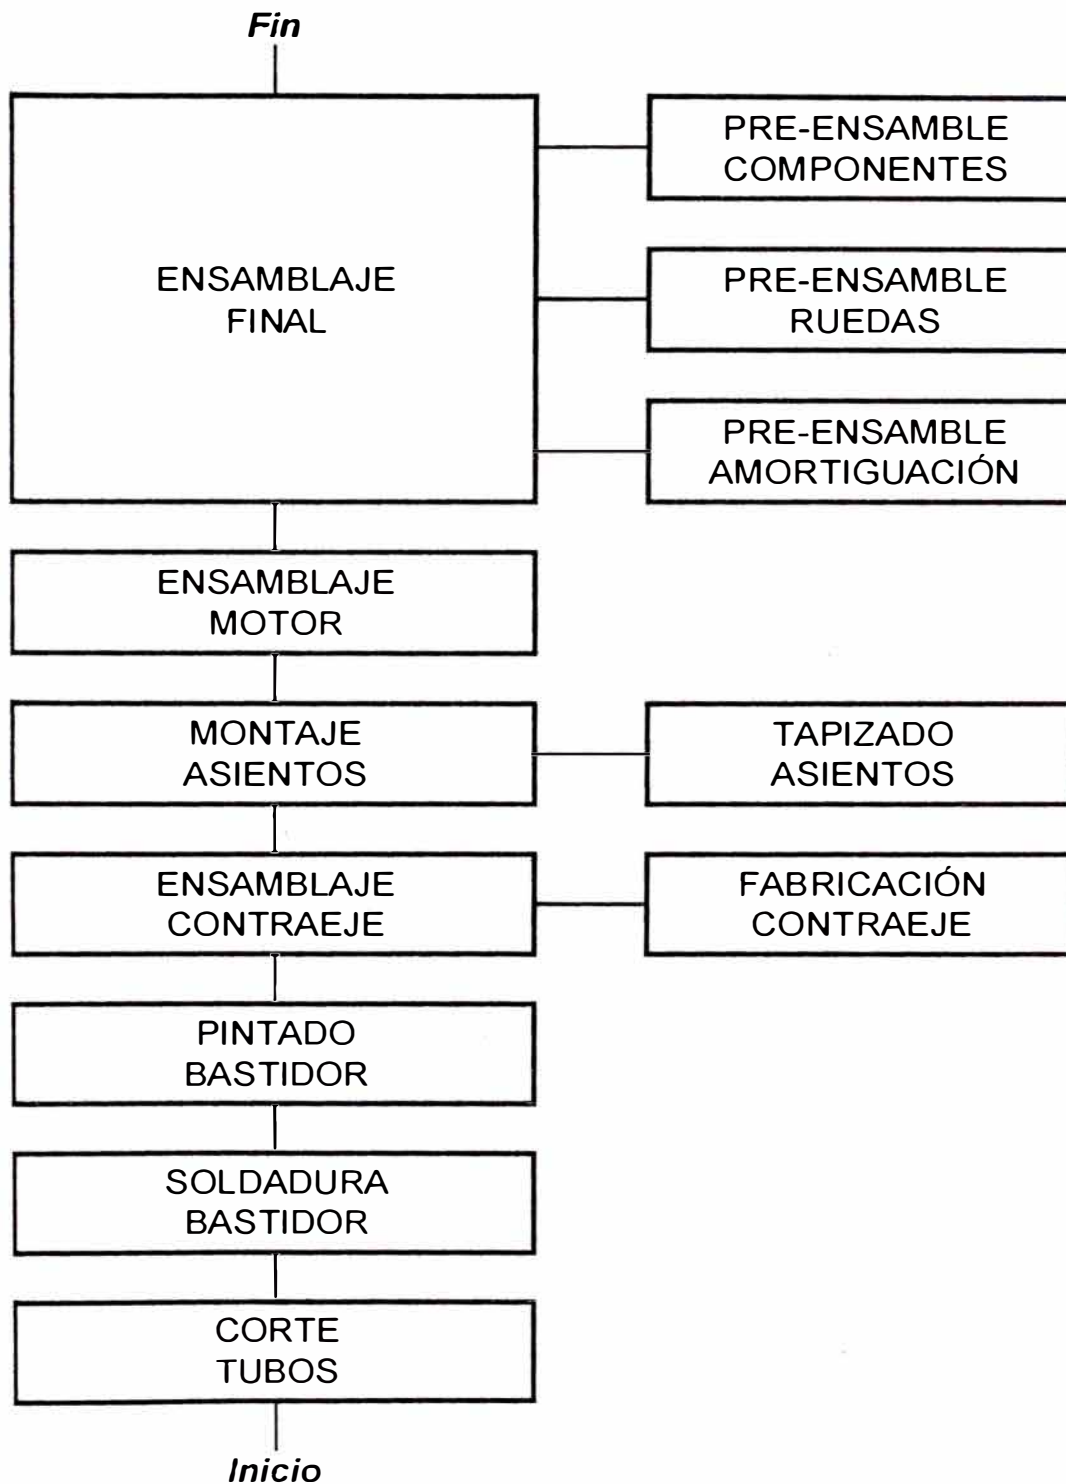 Fin
ENSAMBLAJE
FINAL
PRE-ENSAMBLE
COMPONENTES
PRE-ENSAMBLE
RUEDAS
PRE-ENSAMBLE
AMORTIGUACIÓN
ENSAMBLAJE
MOTOR
MONTAJE
ASIENTOS
TAPIZADO
ASIENTOS
ENSAMBLAJE
CONTRAEJE
FABRICACIÓN
CONTRAEJE
PINTADO
BASTIDOR
SOLDADURA
BASTIDOR
CORTE
TUBOS
Inicio